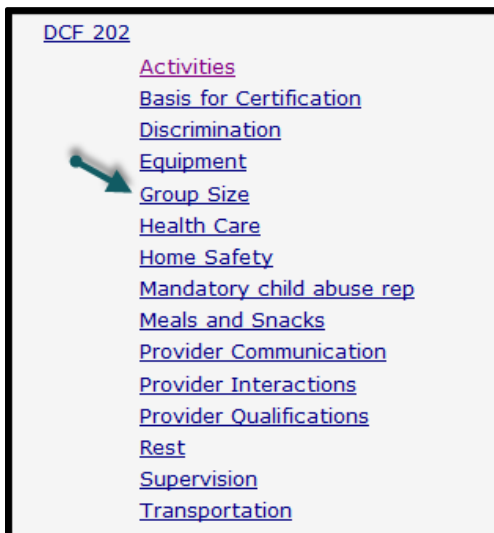 DCF 202
Activities
Basis for Certification
Discrimination
Equipment
Group Size
Health Care
Home Safety
Mandatory child abuse rep
Meals and Snacks
Provider Communication
Provider Interactions
Provider Qualifications
Rest
Supervision
Transportation